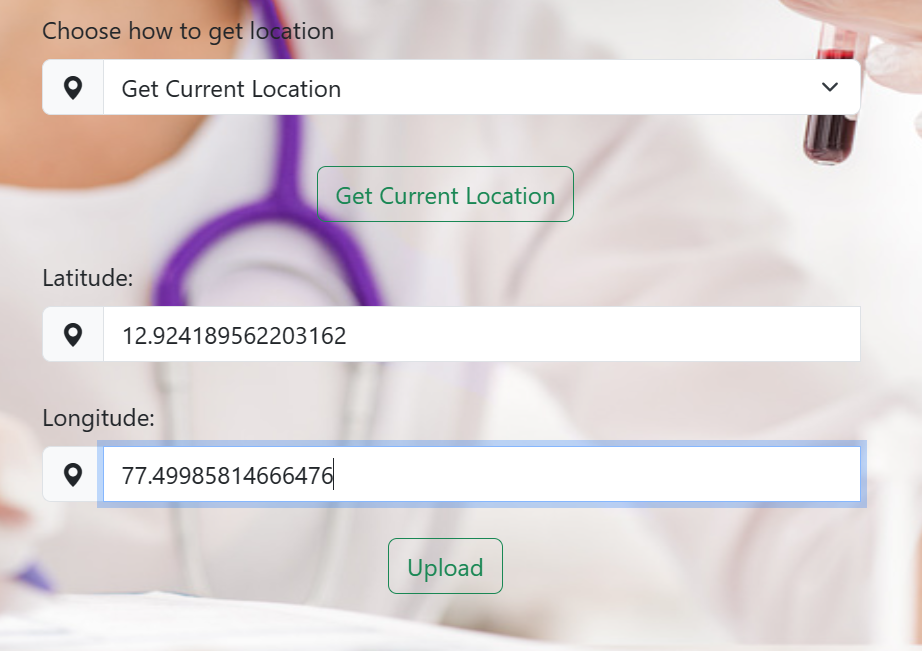 Choose how to get location
Get Current Location
Get Current Location
Latitude:
12.924189562203162
Longitude:
77.49985814666476
Upload